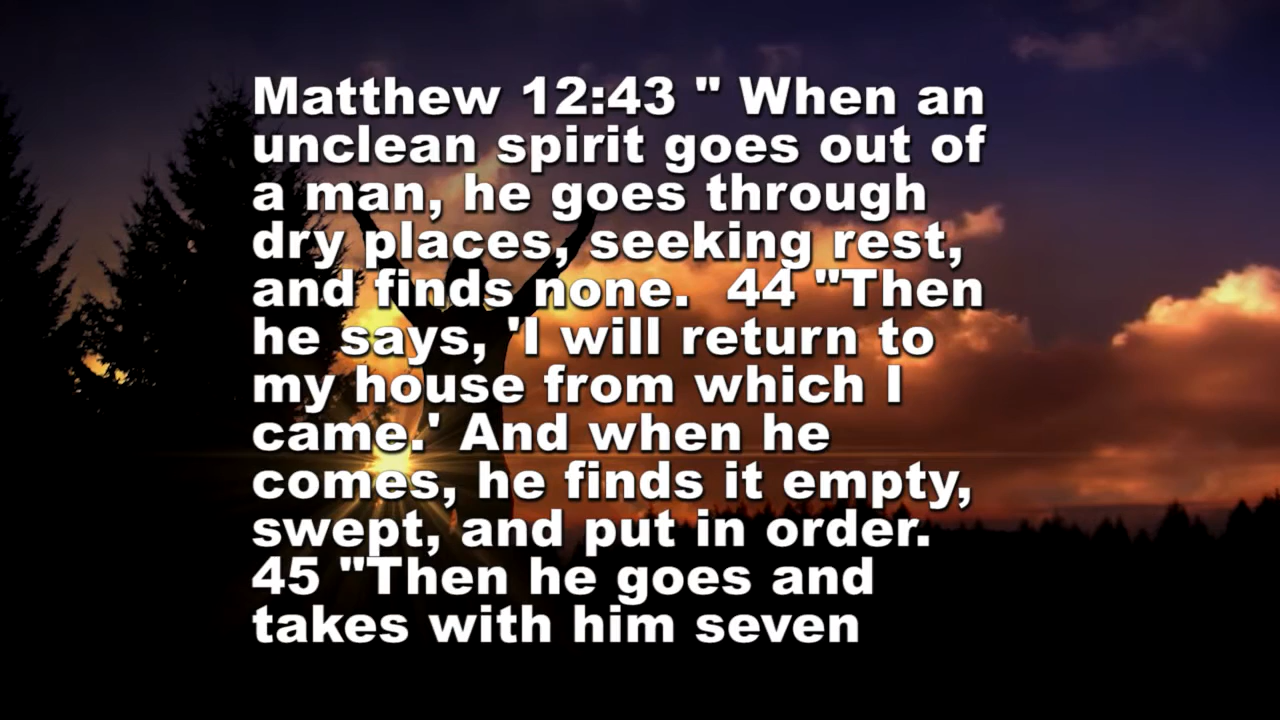 Matthew 12:43 " When an
unclean spirit goes out of
a man, he goes through
dry places, seeking rest,
and finds none.  44 "Then
he says, 'I will return to
my house from which I
came.' And when he
comes, he finds it empty,
swept, and put in order.
45 "Then he goes and
takes with him seven